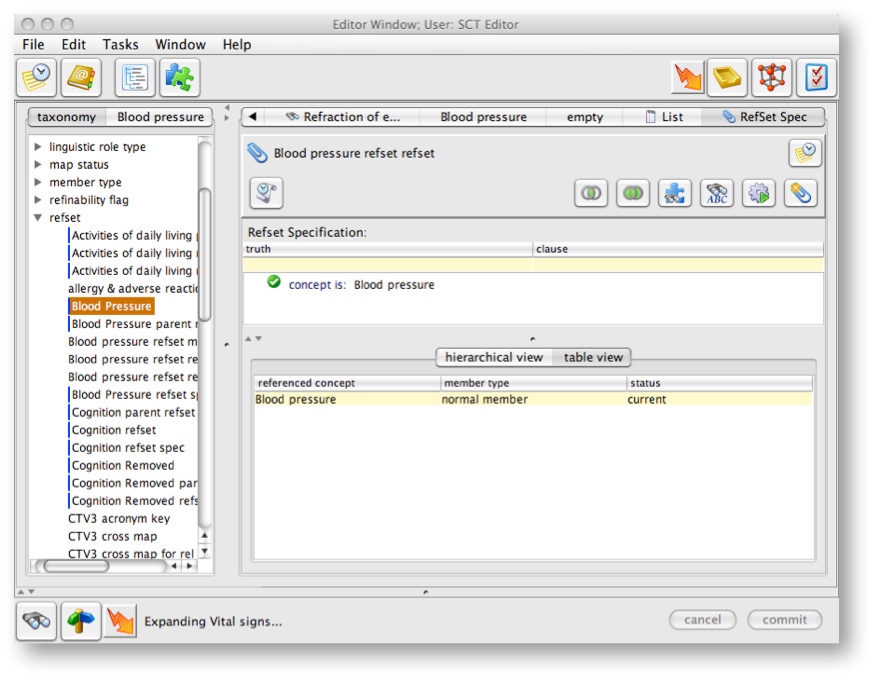 Editor Window; User: SCT Editor
File Edit Tasks Window Help
taxonomy Blood pressure
Refraction of e... Blood pressure empty List RefSet Spec
linguistic role type
map status
member type
refinability flag
refset
Activities of daily living
Activities of daily living
Activities of daily living
allergy & adverse reactio
Blood Pressure
Blood Pressure parent r
Blood pressure refset m
Blood pressure refset re
Blood pressure refset re
Blood Pressure refset sp
Cognition parent refset
Cognition refset
Cognition refset spec
Cognition Removed
Cognition Removed par
Cognition Removed refs
CTV3 acronym key
CTV3 cross map
CTV3 cross map for rel
Blood pressure refset refset
ABC
Refset Specification:
truth clause
concept is: Blood pressure
hierarchical view table view
referenced concept member type status
Blood pressure normal member current
Expanding Vital signs...
cancel commit